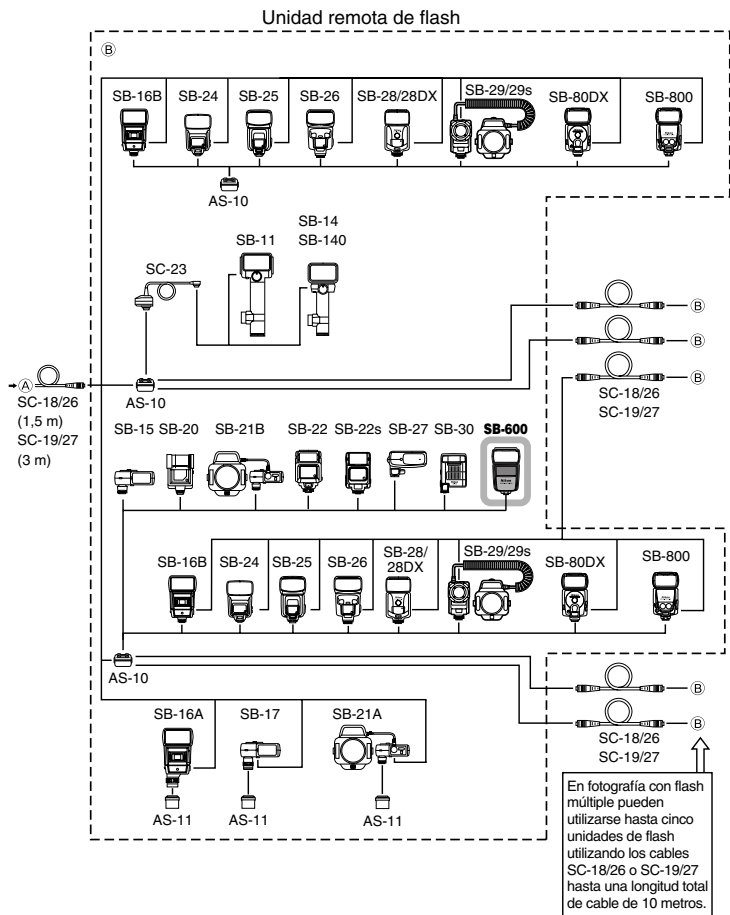 Unidad remota de flash
B
SB-16B SB-24 SB-25 SB-26 SB-28/28DX SB-29/29s SB-80DX SB-800
AS-10
SB-11
SB-14
SB-140
SC-23
B
B
B
A
SC-18/26
(1,5 m)
SC-19/27
(3 m)
AS-10
SC-18/26
SC-19/27
SB-15 SB-20 SB-21B SB-22 SB-22s SB-27 SB-30 SB-600
Nikon
SB-16B SB-24 SB-25 SB-26 SB-28/
28DX
SB-29/29s SB-80DX SB-800
AS-10
B
B
SC-18/26
SC-19/27
SB-16A SB-17 SB-21A
AS-11 AS-11 AS-11
En fotografía con flash
múltiple pueden
utilizarse hasta cinco
unidades de flash
utilizando los cables
SC-18/26 o SC-19/27
hasta una longitud total
de cable de 10 metros.